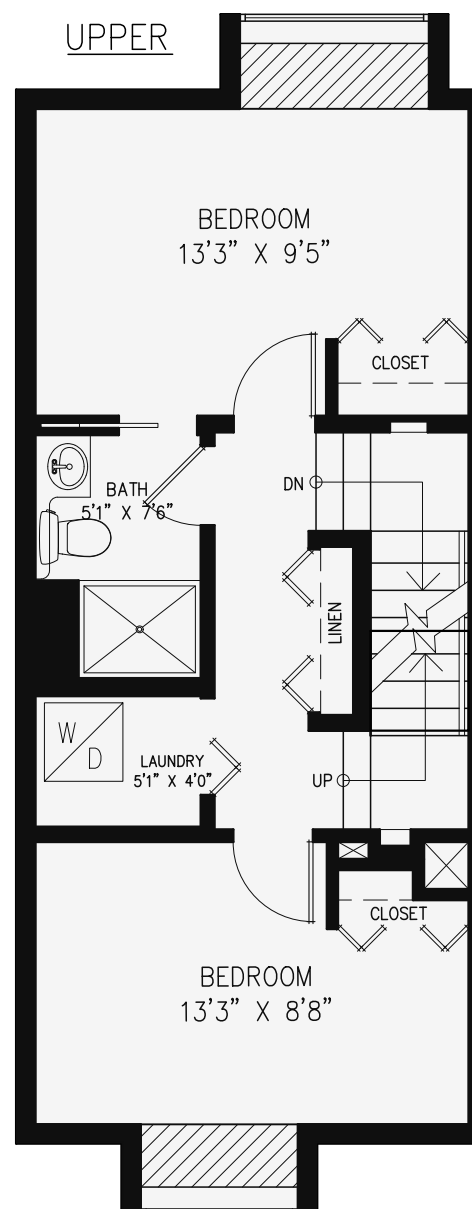 UPPER
BEDROOM
13'3" X 9'5"
CLOSET
DN
BATH
5'1" X 7'6"
LINEN
W
D
LAUNDRY
5'1" X 4'0"
UP
CLOSET
BEDROOM
13'3" X 8'8"